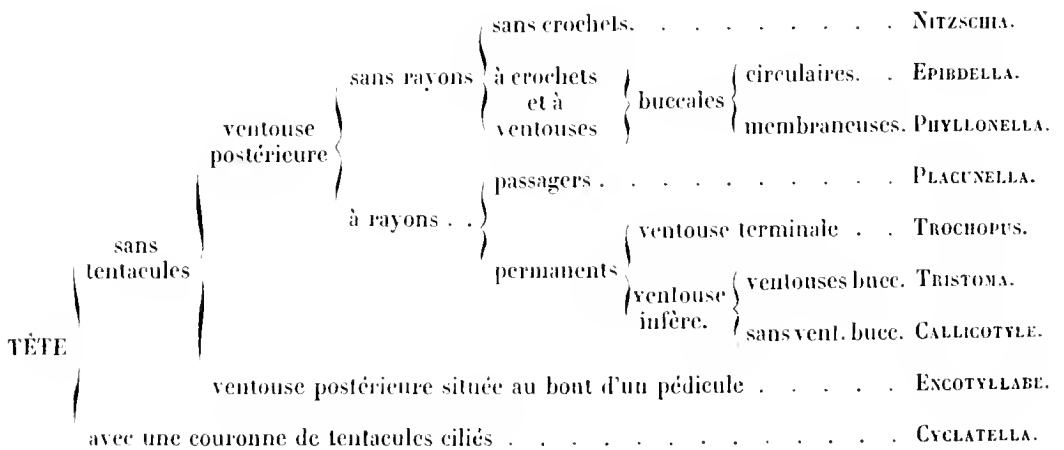 sans crochets. . . . . . . . . NITZSCHIA.
sans rayons
à crochets et à ventouses
buccales
circulaires. . EPIBDELLA.
membraneuses. PHYLLONELLA.
ventouse postérieure
à rayons . .
passagers . . . . . . . . . . PLACUNELLA.
permanents
ventouse terminale . . TROCHOPUS.
ventouse infère.
ventouses bucc. TRISTOMA.
sans vent. bucc. CALLICOTYLE.
sans tentacules
TÊTE
ventouse postérieure située au bout d'un pédicule . . . . . ENCOTYLLABE.
avec une couronne de tentacules ciliés . . . . . . . . . . . CYCLATELLA.